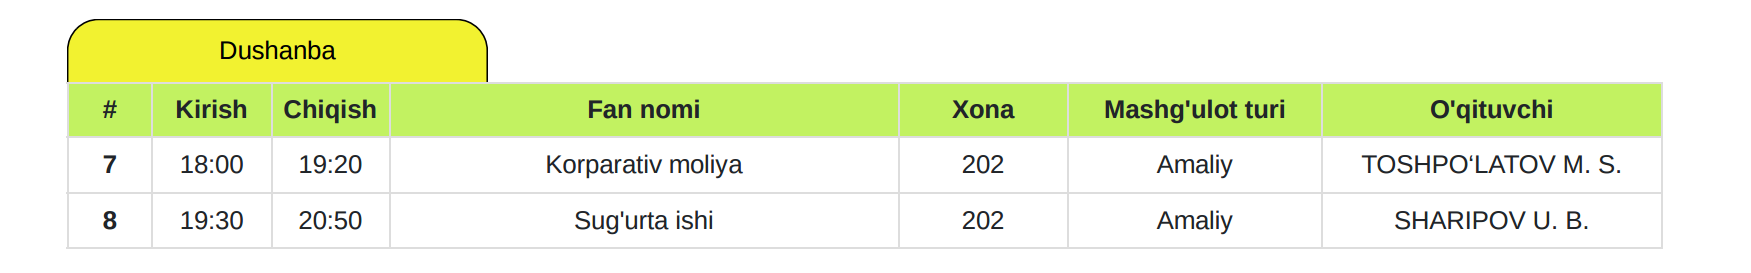 Dushanba
# Kirish Chiqish Fan nomi Xona Mashg'ulot turi O'qituvchi
7 18:00 19:20 Korparativ moliya 202 Amaliy TOSHPO‘LATOV M. S.
8 19:30 20:50 Sug'urta ishi 202 Amaliy SHARIPOV U. B.